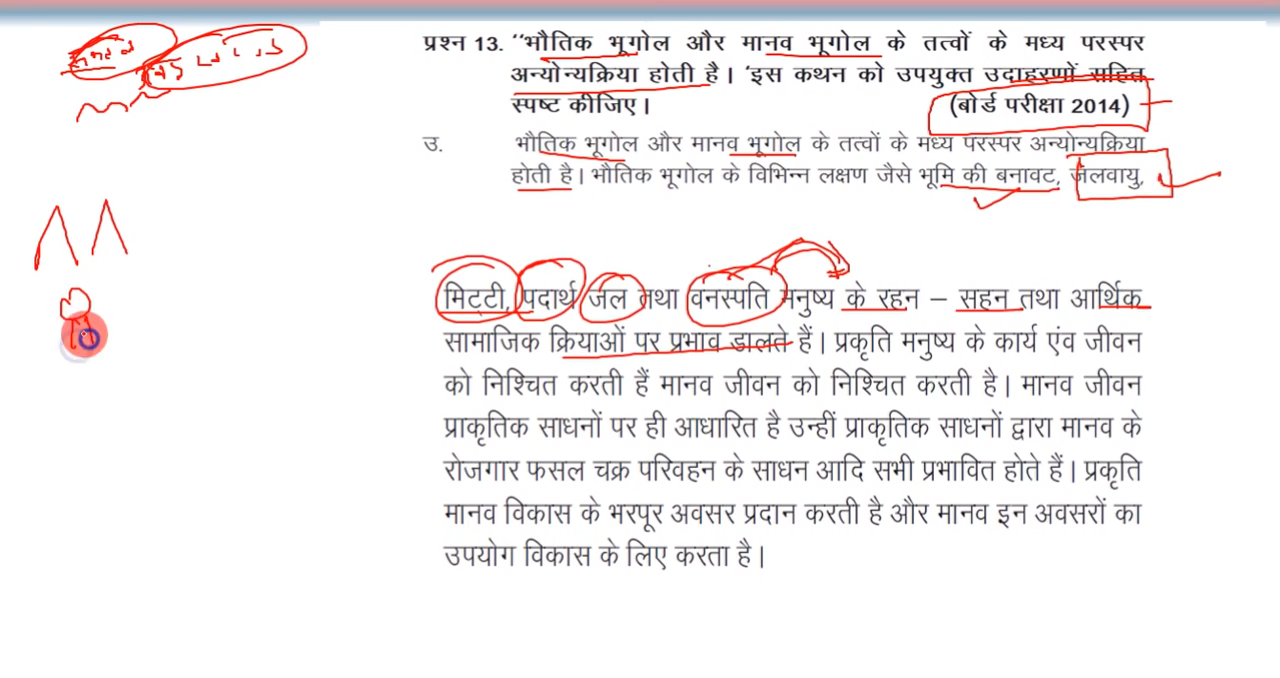 प्रश्न 13. ''भौतिक भूगोल और मानव भूगोल के तत्वों के मध्य परस्पर
अन्योन्यक्रिया होती है। 'इस कथन को उपयुक्त उदाहरणों सहित
स्पष्ट कीजिए। (बोर्ड परीक्षा 2014)
उ. भौतिक भूगोल और मानव भूगोल के तत्वों के मध्य परस्पर अन्योन्यक्रिया
होती है। भौतिक भूगोल के विभिन्न लक्षण जैसे भूमि की बनावट, जलवायु,
मिट्टी, पदार्थ जल तथा वनस्पति मनुष्य के रहन – सहन तथा आर्थिक
सामाजिक क्रियाओं पर प्रभाव डालते हैं। प्रकृति मनुष्य के कार्य एंव जीवन
को निश्चित करती हैं मानव जीवन को निश्चित करती है। मानव जीवन
प्राकृतिक साधनों पर ही आधारित है उन्हीं प्राकृतिक साधनों द्वारा मानव के
रोजगार फसल चक्र परिवहन के साधन आदि सभी प्रभावित होते हैं। प्रकृति
मानव विकास के भरपूर अवसर प्रदान करती है और मानव इन अवसरों का
उपयोग विकास के लिए करता है।